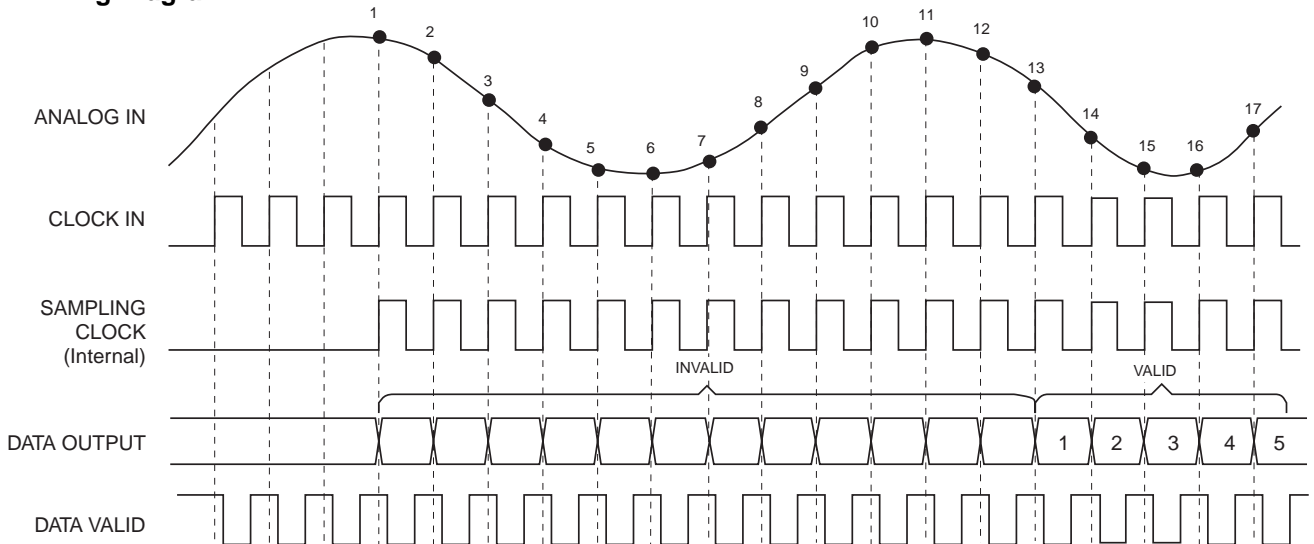 1 2 3 4 5 6 7 8 9 10 11 12 13 14 15 16 17
ANALOG IN
CLOCK IN
SAMPLING
CLOCK
(Internal)
INVALID VALID
DATA OUTPUT 1 2 3 4 5
DATA VALID